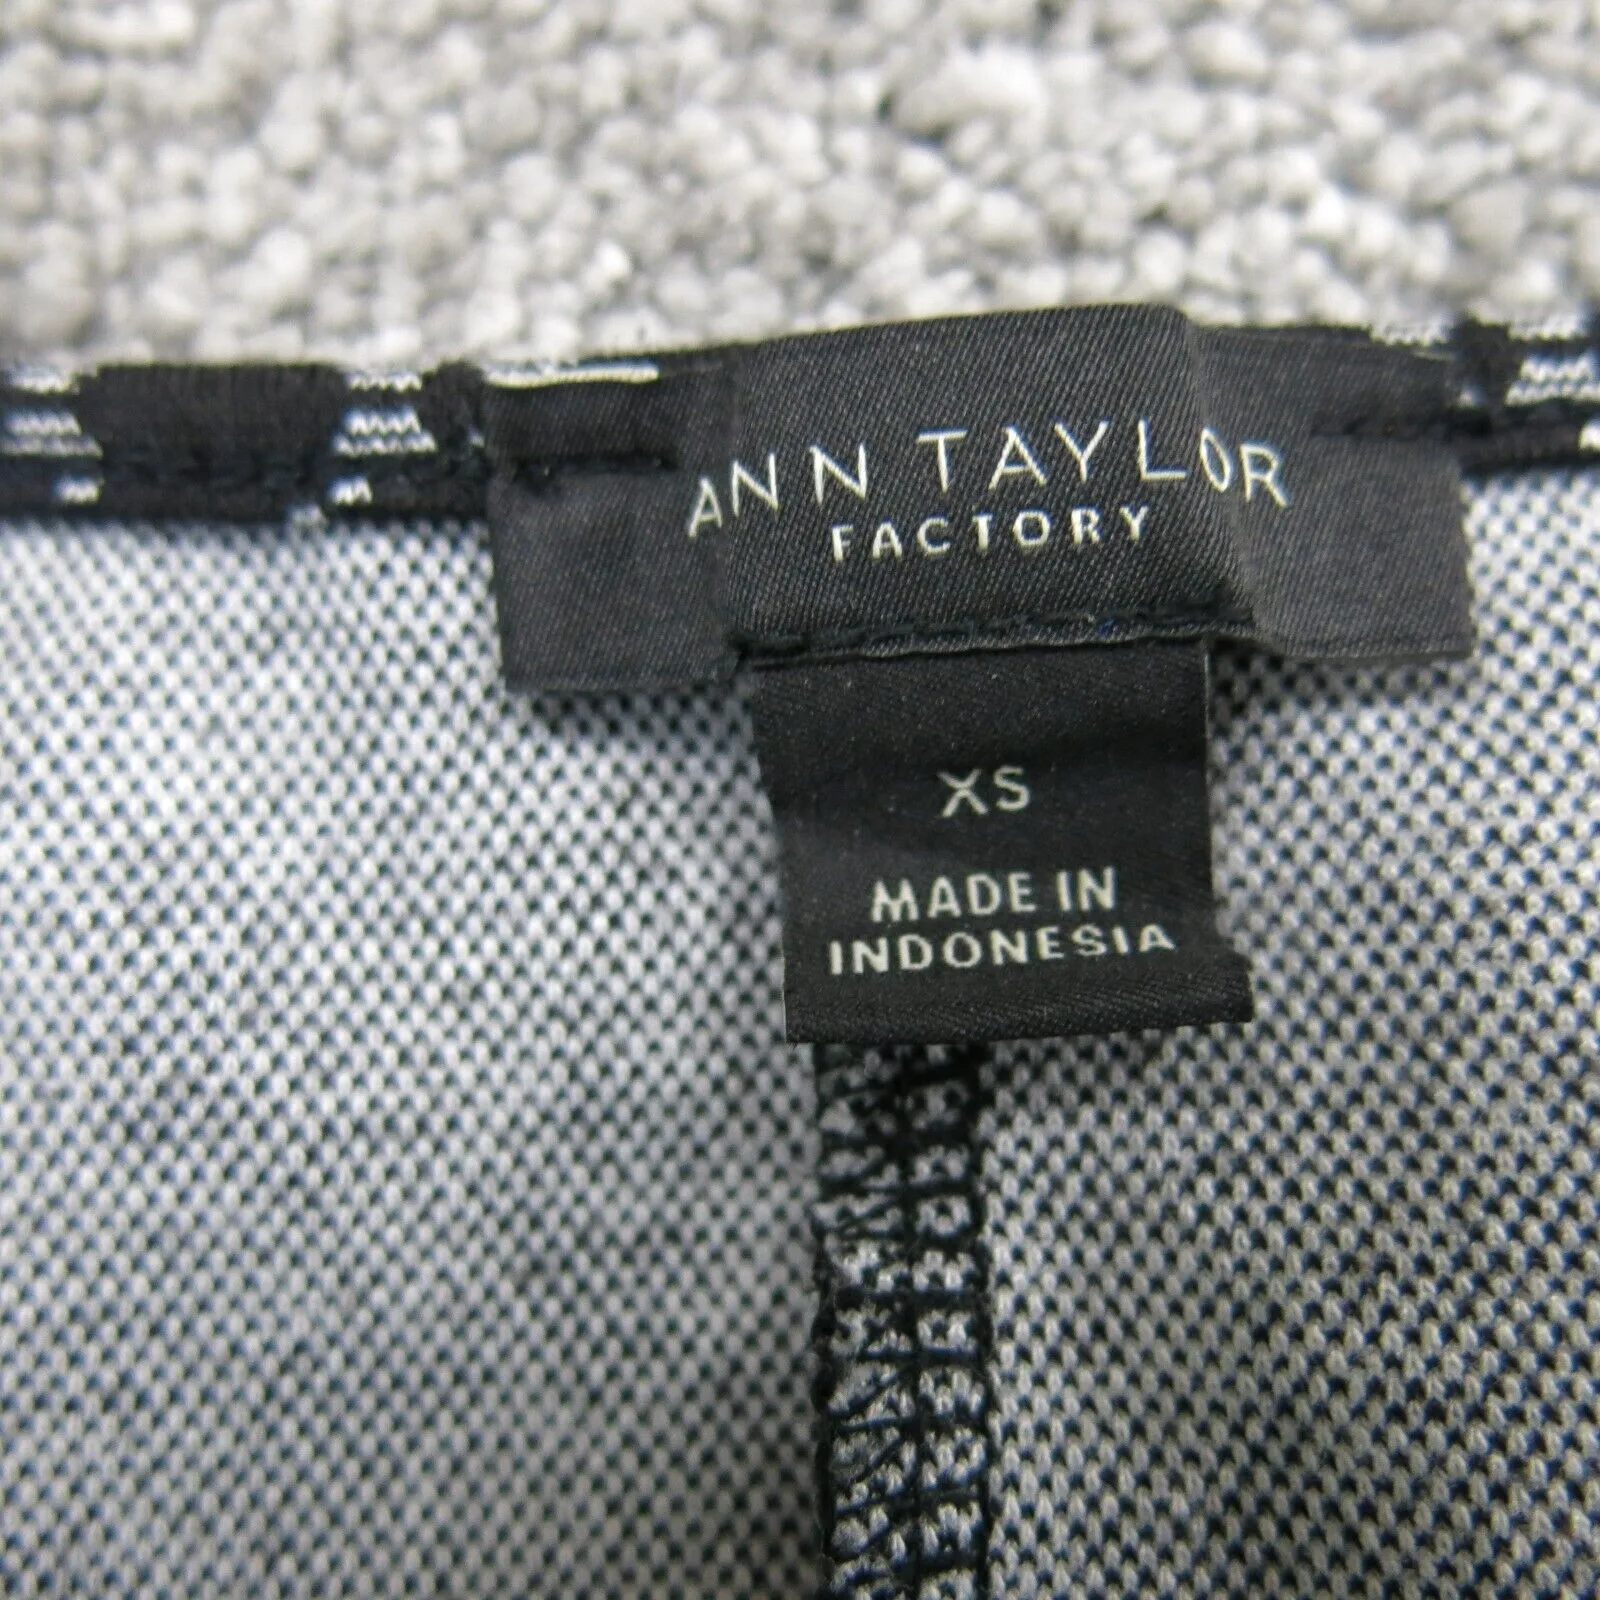 ANN TAYLOR
FACTORY
XS
MADE IN
INDONESIA